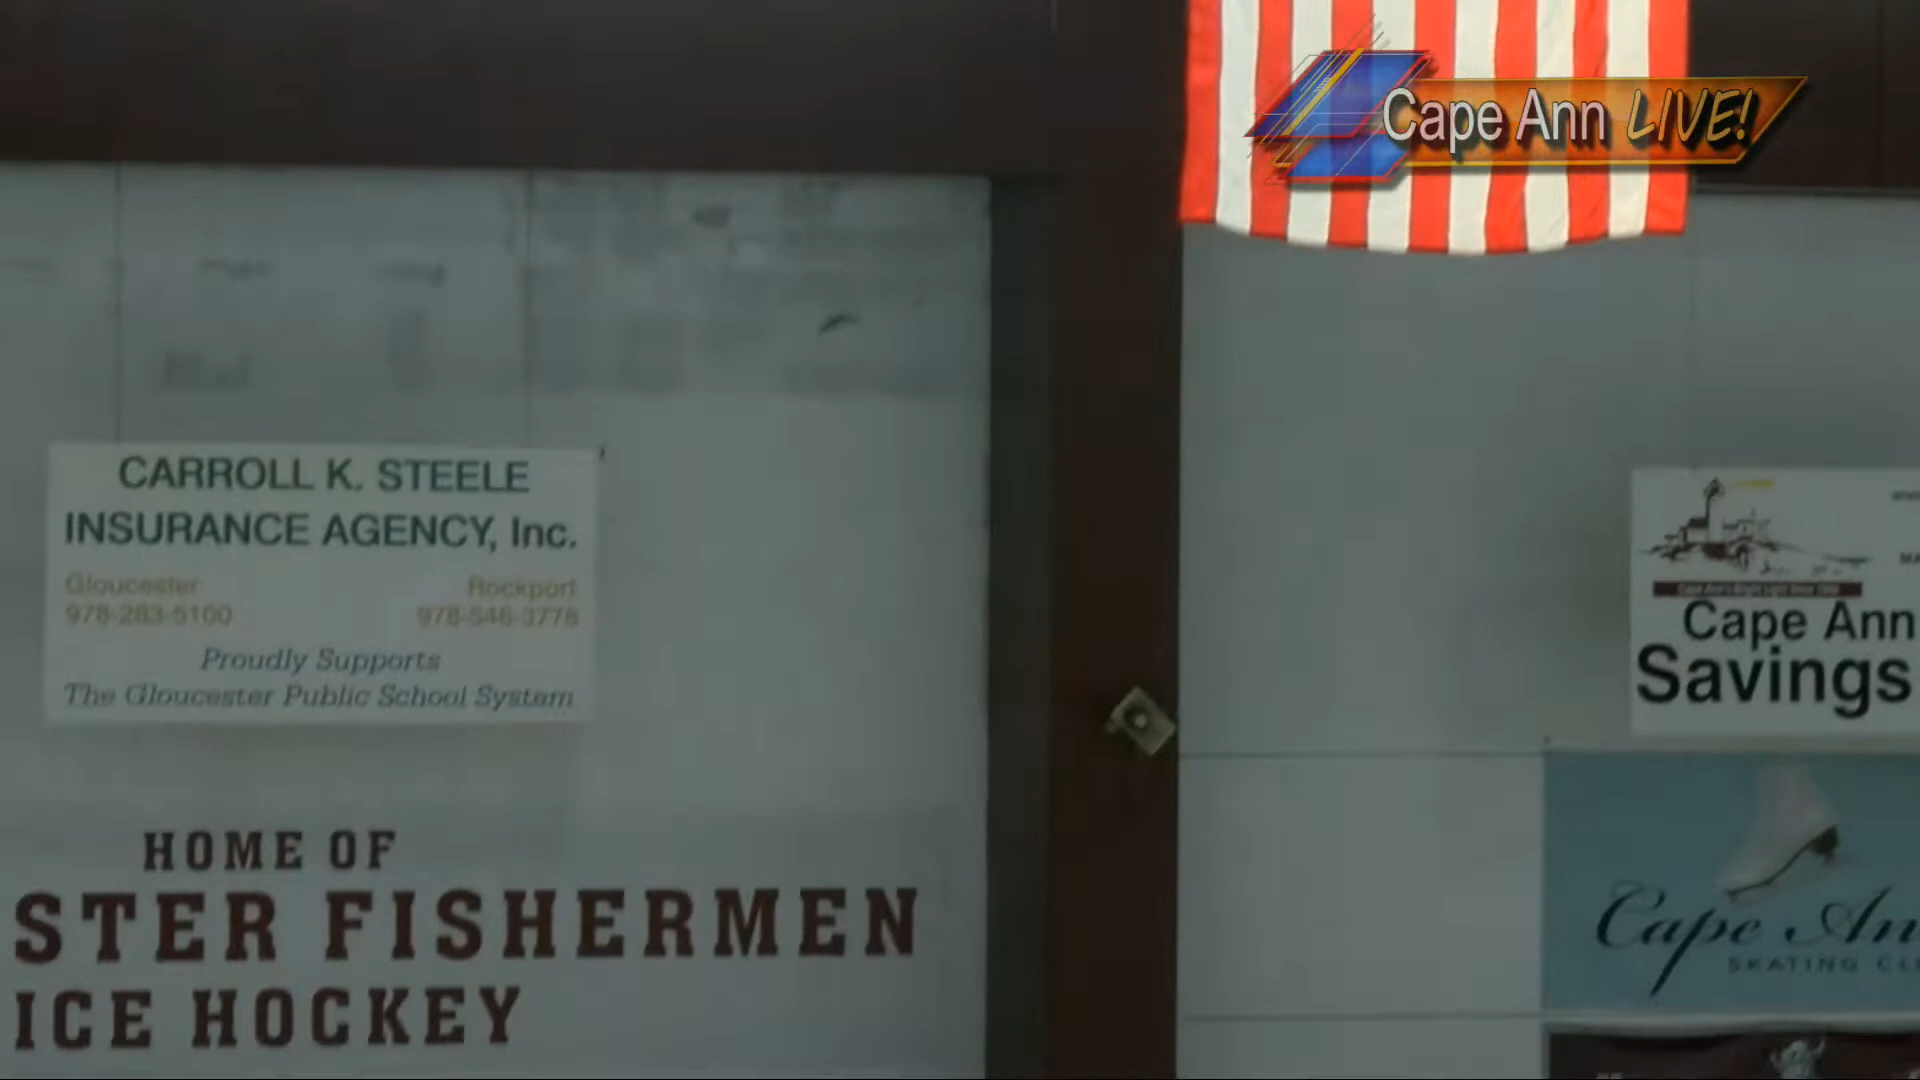 Cape Ann LIVE!
CARROLL K. STEELE
INSURANCE AGENCY, Inc.
Gloucester Rockport
978-283-5100 978-546-3778
Proudly Supports
The Gloucester Public School System
HOME OF
STER FISHERMEN
ICE HOCKEY
Cape Ann
Savings
Cape An
SKATING CL